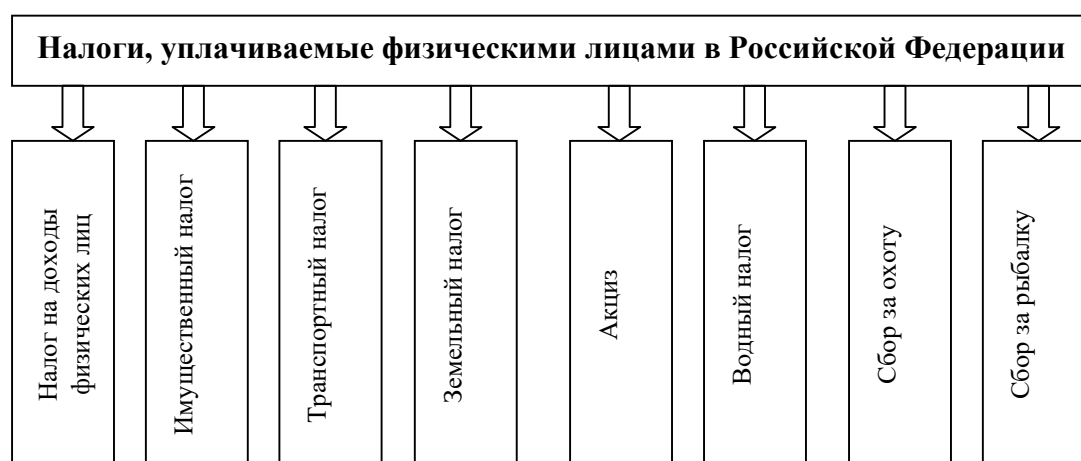 Налоги, уплачиваемые физическими лицами в Российской Федерации
Налог на доходы
физических лиц
Имущественный налог
Транспортный налог
Земельный налог
Акциз
Водный налог
Сбор за охоту
Сбор за рыбалку